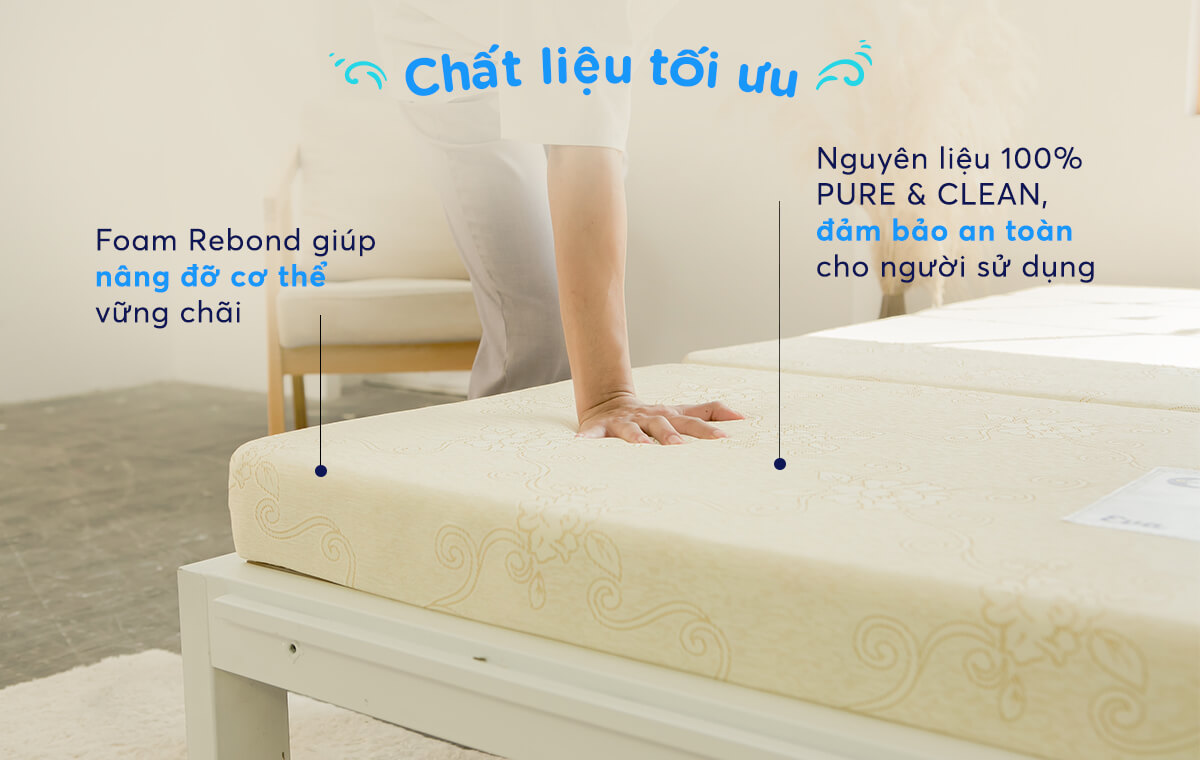 Chất liệu tối ưu
Nguyên liệu 100%
PURE & CLEAN,
đảm bảo an toàn
cho người sử dụng
Foam Rebond giúp
nâng đỡ cơ thể
vững chãi